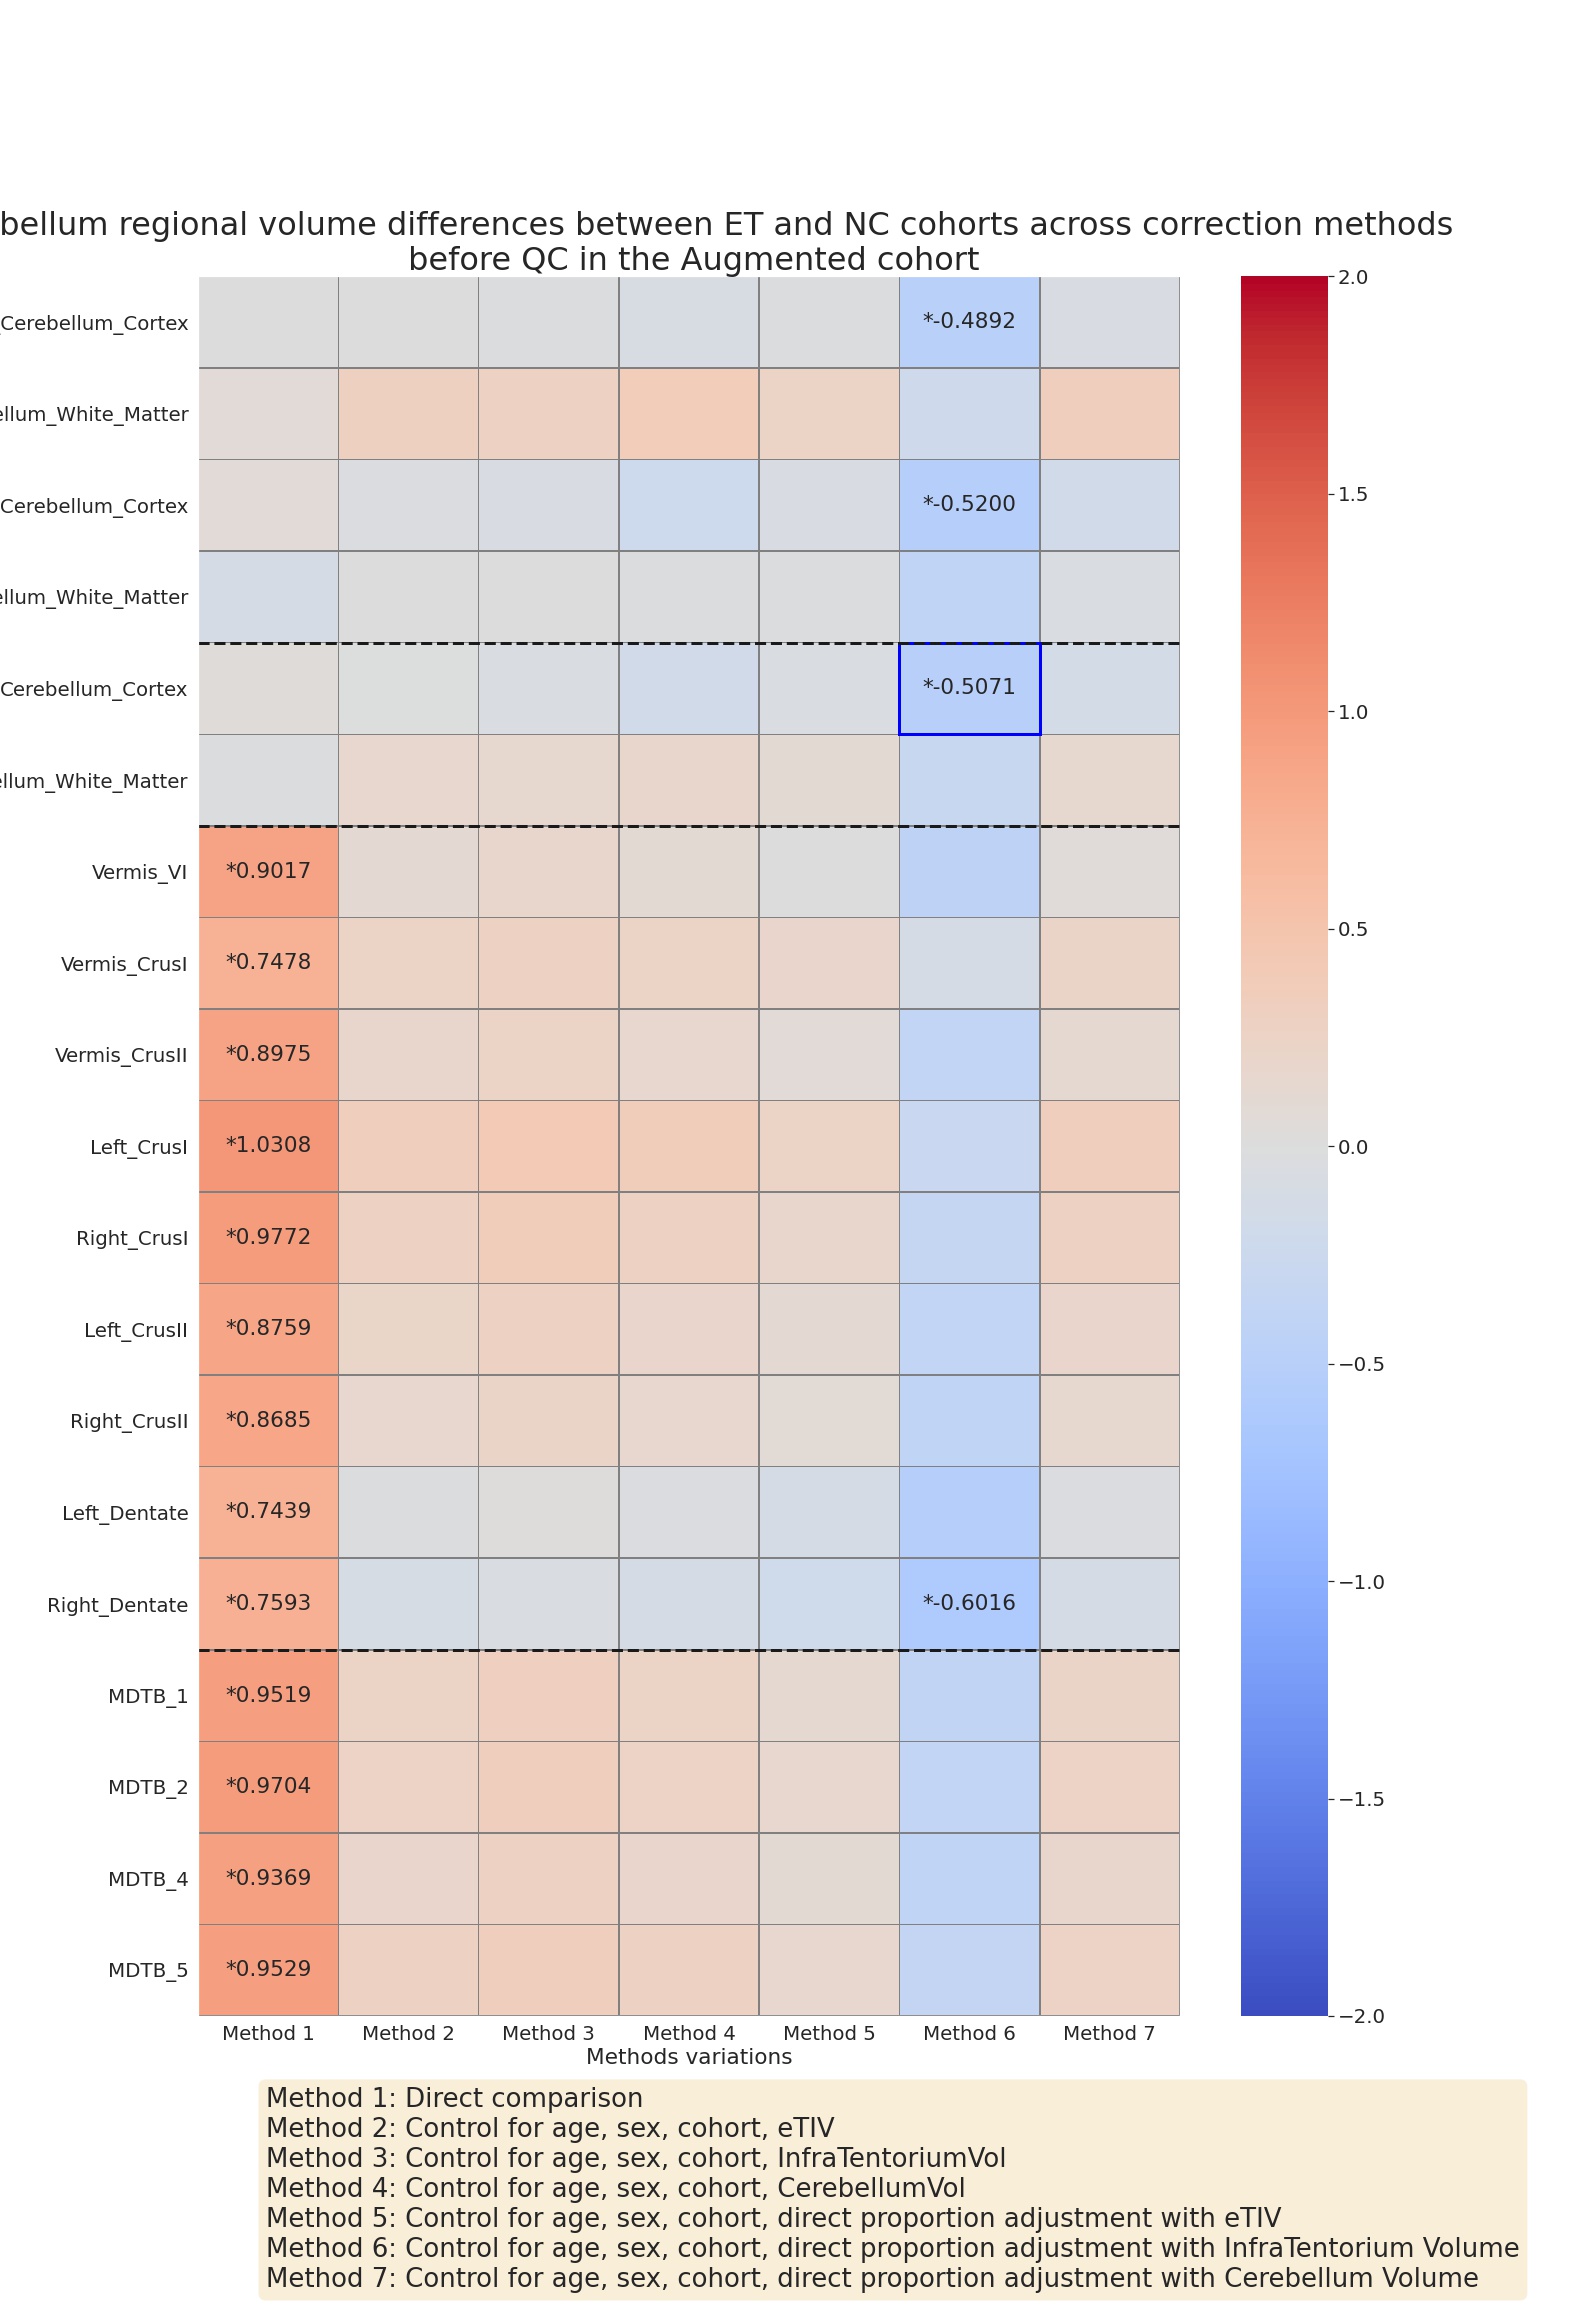 bellum regional volume differences between ET and NC cohorts across correction methods
before QC in the Augmented cohort
_Cerebellum_Cortex *-0.4892
ellum_White_Matter
Cerebellum_Cortex *-0.5200
ellum_White_Matter
Cerebellum_Cortex *-0.5071
ellum_White_Matter
Vermis_VI *0.9017
Vermis_CrusI *0.7478
Vermis_CrusII *0.8975
Left_CrusI *1.0308
Right_CrusI *0.9772
Left_CrusII *0.8759
Right_CrusII *0.8685
Left_Dentate *0.7439
Right_Dentate *0.7593 *-0.6016
MDTB_1 *0.9519
MDTB_2 *0.9704
MDTB_4 *0.9369
MDTB_5 *0.9529
Method 1 Method 2 Method 3 Method 4 Method 5 Method 6 Method 7
Methods variations
2.0
1.5
1.0
0.5
0.0
−0.5
−1.0
−1.5
−2.0
Method 1: Direct comparison
Method 2: Control for age, sex, cohort, eTIV
Method 3: Control for age, sex, cohort, InfraTentoriumVol
Method 4: Control for age, sex, cohort, CerebellumVol
Method 5: Control for age, sex, cohort, direct proportion adjustment with eTIV
Method 6: Control for age, sex, cohort, direct proportion adjustment with InfraTentorium Volume
Method 7: Control for age, sex, cohort, direct proportion adjustment with Cerebellum Volume